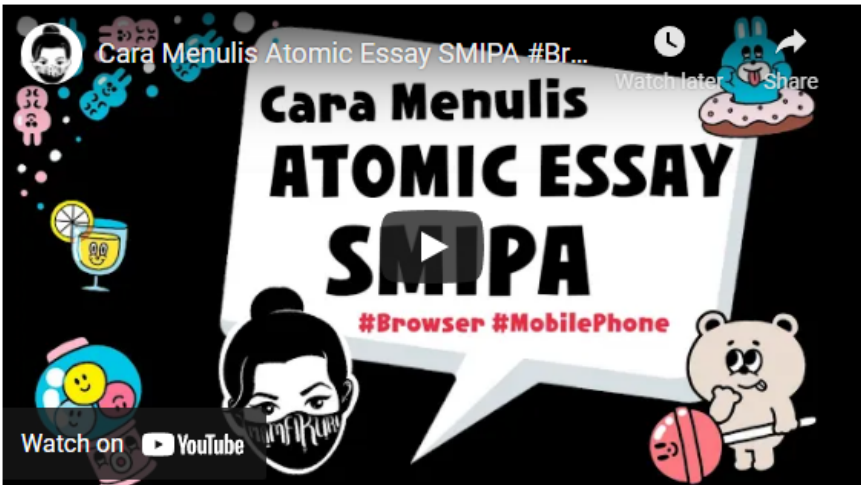 Cara Menulis Atomic Essay SMIPA #Br...
Watch later
Share
Cara Menulis
ATOMIC ESSAY
SMIPA
#Browser #MobilePhone
MAMAKUBU
Watch on YouTube